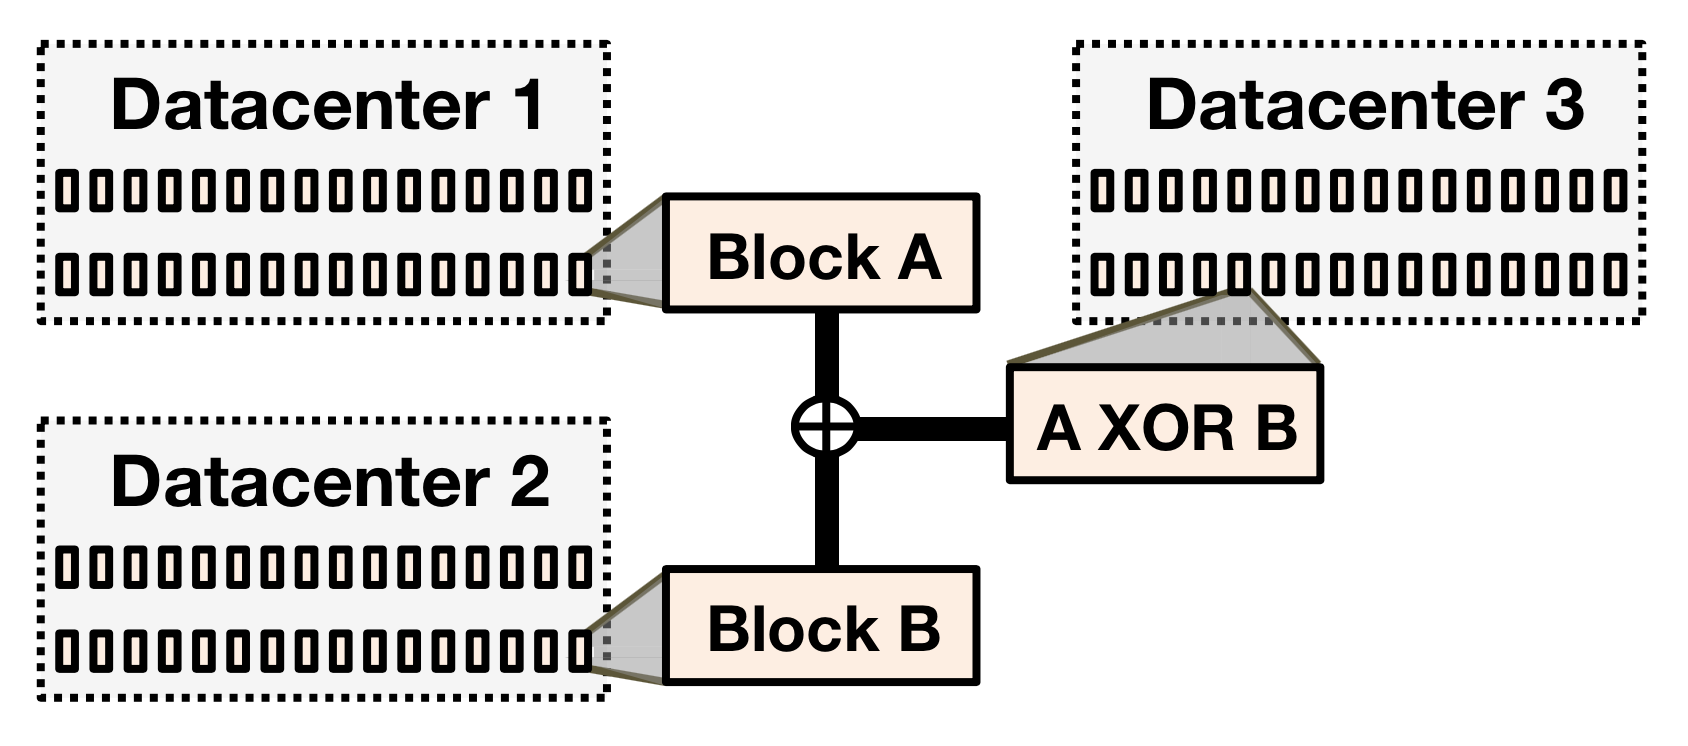 Datacenter 1
Datacenter 3
Block A
A XOR B
Datacenter 2
Block B